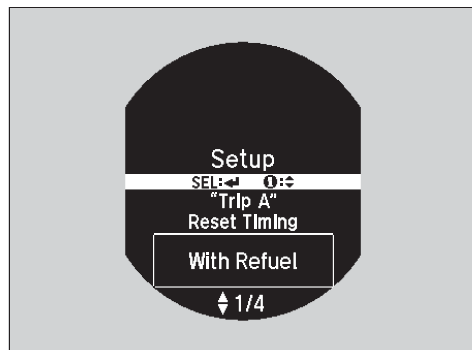 Setup
SEL:↵ ⓘ:⬍
“Trip A”
Reset Timing
With Refuel
⬍ 1/4